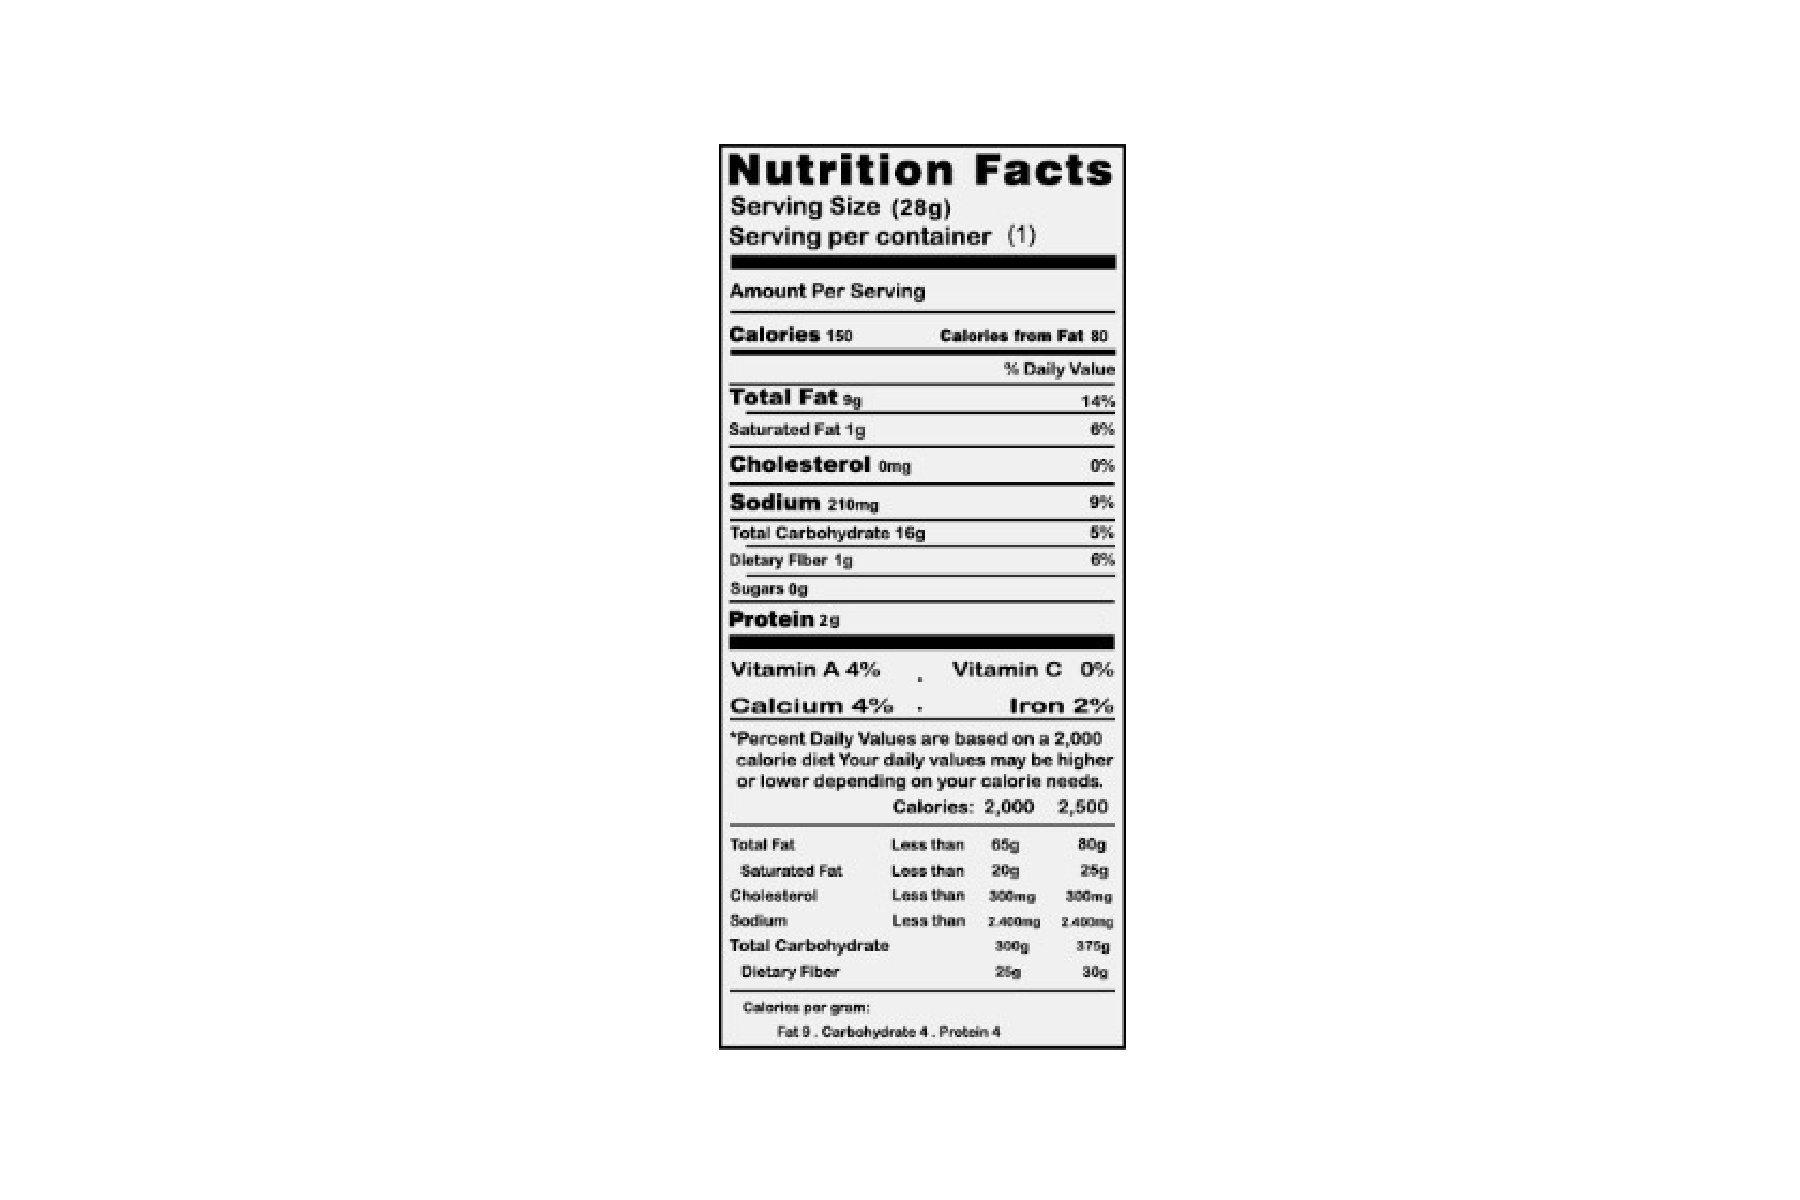 Nutrition Facts
Serving Size (28g)
Serving per container (1)
Amount Per Serving
Calories 150 Calories from Fat 80
% Daily Value
Total Fat 9g 14%
Saturated Fat 1g 6%
Cholesterol 0mg 0%
Sodium 210mg 9%
Total Carbohydrate 16g 5%
Dietary Fiber 1g 6%
Sugars 0g
Protein 2g
Vitamin A 4% . Vitamin C 0%
Calcium 4% · Iron 2%
*Percent Daily Values are based on a 2,000
calorie diet Your daily values may be higher
or lower depending on your calorie needs.
Calories: 2,000 2,500
Total Fat Less than 65g 80g
Saturated Fat Less than 20g 25g
Cholesterol Less than 300mg 300mg
Sodium Less than 2.400mg 2.400mg
Total Carbohydrate 300g 375g
Dietary Fiber 25g 30g
Calories per gram:
Fat 9 . Carbohydrate 4 . Protein 4